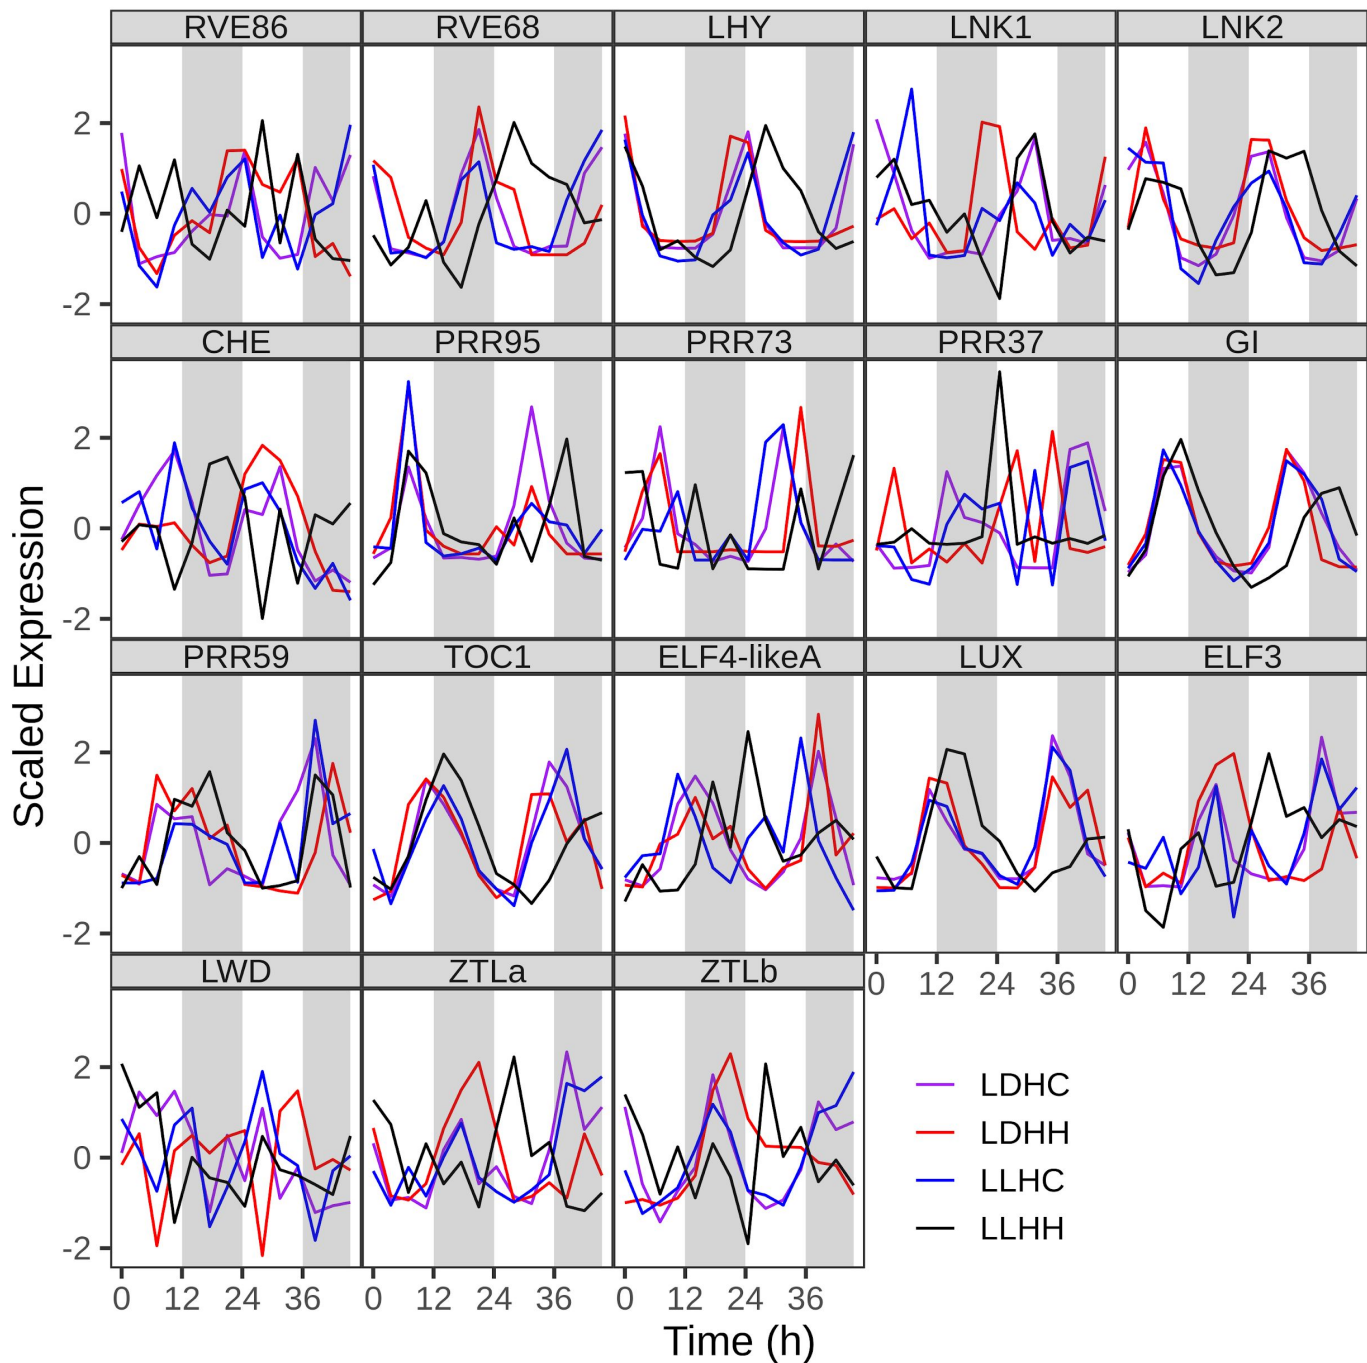 RVE86 RVE68 LHY LNK1 LNK2
2
0
-2
CHE PRR95 PRR73 PRR37 GI
2
0
-2
PRR59 TOC1 ELF4-likeA LUX ELF3
2
0
-2
0 12 24 36 0 12 24 36
LWD ZTLa ZTLb
2
0
-2
0 12 24 36 0 12 24 36 0 12 24 36
Scaled Expression
Time (h)
LDHC
LDHH
LLHC
LLHH